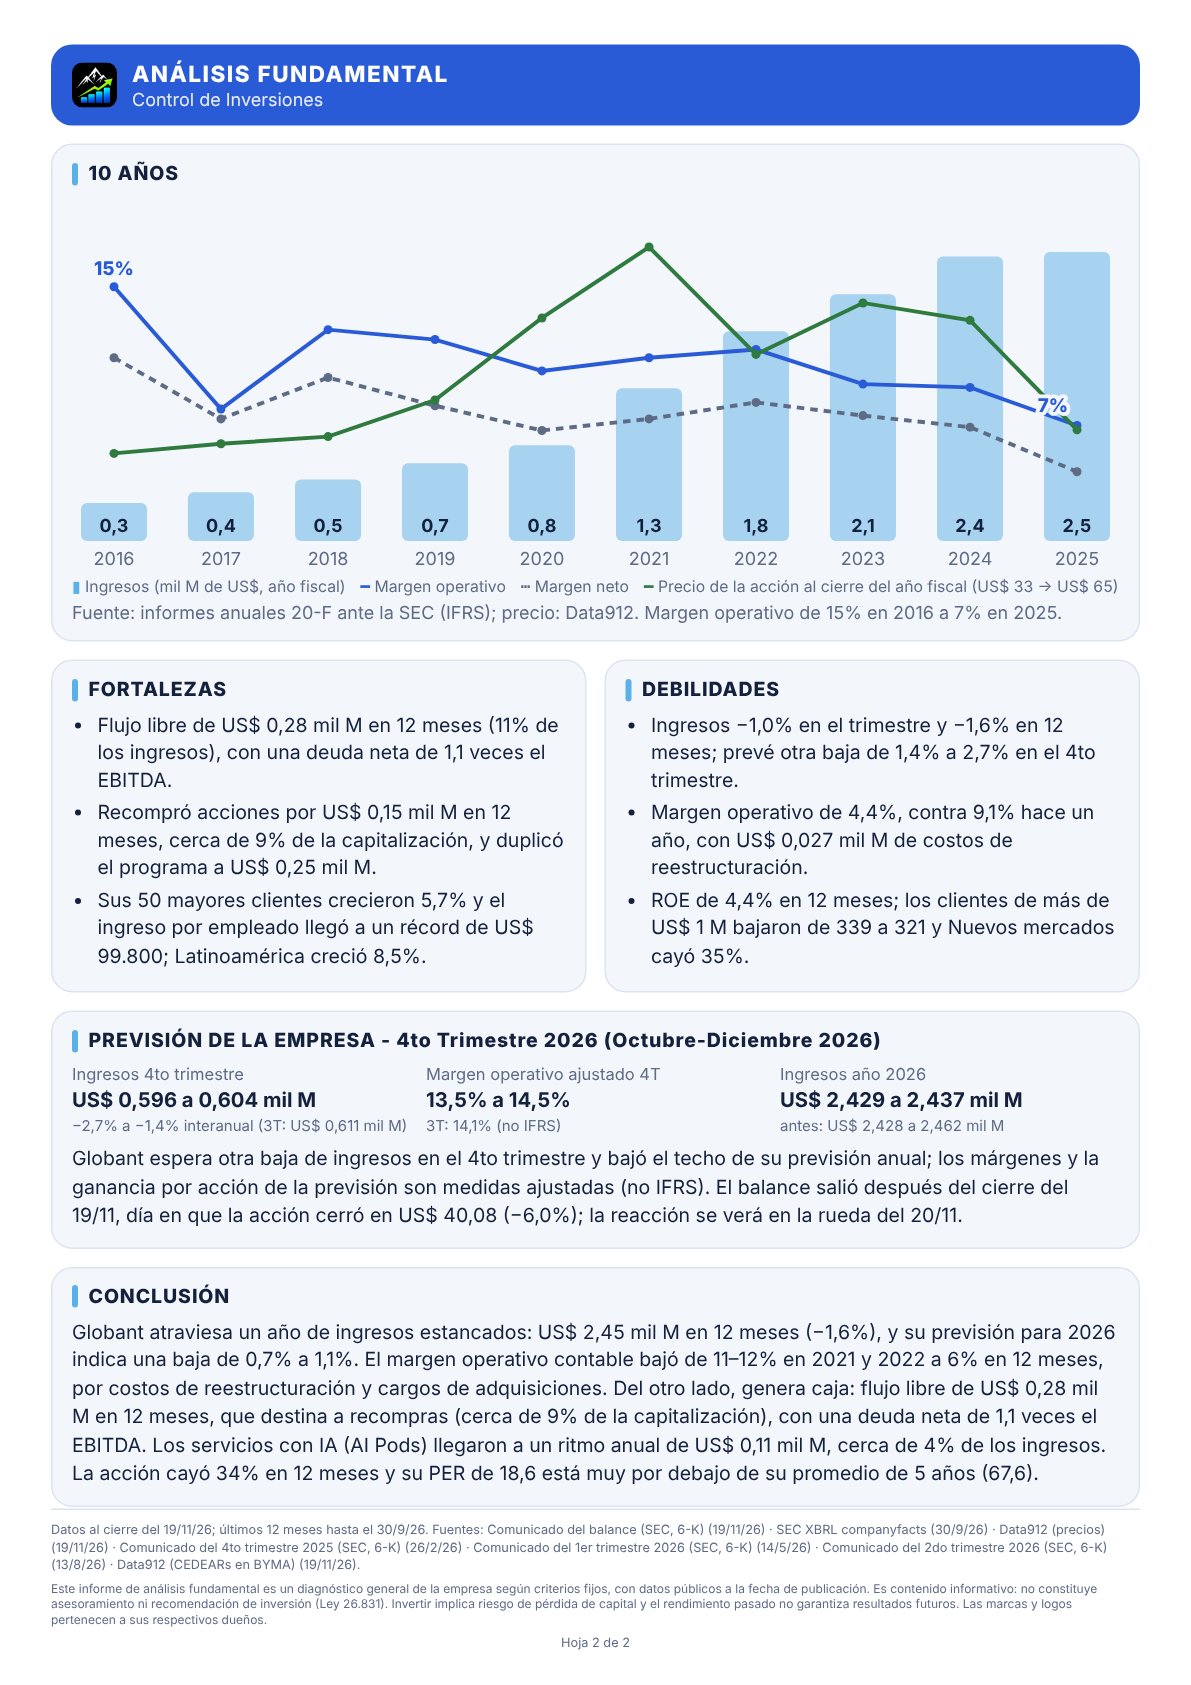 ANÁLISIS FUNDAMENTAL
Control de Inversiones
10 AÑOS
15%
7%
0,3 0,4 0,5 0,7 0,8 1,3 1,8 2,1 2,4 2,5
2016 2017 2018 2019 2020 2021 2022 2023 2024 2025
Ingresos (mil M de US$, año fiscal) Margen operativo Margen neto Precio de la acción al cierre del año fiscal (US$ 33 → US$ 65)
Fuente: informes anuales 20-F ante la SEC (IFRS); precio: Data912. Margen operativo de 15% en 2016 a 7% en 2025.
FORTALEZAS
• Flujo libre de US$ 0,28 mil M en 12 meses (11% de
los ingresos), con una deuda neta de 1,1 veces el
EBITDA.
• Recompró acciones por US$ 0,15 mil M en 12
meses, cerca de 9% de la capitalización, y duplicó
el programa a US$ 0,25 mil M.
• Sus 50 mayores clientes crecieron 5,7% y el
ingreso por empleado llegó a un récord de US$
99.800; Latinoamérica creció 8,5%.
DEBILIDADES
• Ingresos −1,0% en el trimestre y −1,6% en 12
meses; prevé otra baja de 1,4% a 2,7% en el 4to
trimestre.
• Margen operativo de 4,4%, contra 9,1% hace un
año, con US$ 0,027 mil M de costos de
reestructuración.
• ROE de 4,4% en 12 meses; los clientes de más de
US$ 1 M bajaron de 339 a 321 y Nuevos mercados
cayó 35%.
PREVISIÓN DE LA EMPRESA - 4to Trimestre 2026 (Octubre-Diciembre 2026)
Ingresos 4to trimestre
US$ 0,596 a 0,604 mil M
−2,7% a −1,4% interanual (3T: US$ 0,611 mil M)
Margen operativo ajustado 4T
13,5% a 14,5%
3T: 14,1% (no IFRS)
Ingresos año 2026
US$ 2,429 a 2,437 mil M
antes: US$ 2,428 a 2,462 mil M
Globant espera otra baja de ingresos en el 4to trimestre y bajó el techo de su previsión anual; los márgenes y la
ganancia por acción de la previsión son medidas ajustadas (no IFRS). El balance salió después del cierre del
19/11, día en que la acción cerró en US$ 40,08 (−6,0%); la reacción se verá en la rueda del 20/11.
CONCLUSIÓN
Globant atraviesa un año de ingresos estancados: US$ 2,45 mil M en 12 meses (−1,6%), y su previsión para 2026
indica una baja de 0,7% a 1,1%. El margen operativo contable bajó de 11–12% en 2021 y 2022 a 6% en 12 meses,
por costos de reestructuración y cargos de adquisiciones. Del otro lado, genera caja: flujo libre de US$ 0,28 mil
M en 12 meses, que destina a recompras (cerca de 9% de la capitalización), con una deuda neta de 1,1 veces el
EBITDA. Los servicios con IA (AI Pods) llegaron a un ritmo anual de US$ 0,11 mil M, cerca de 4% de los ingresos.
La acción cayó 34% en 12 meses y su PER de 18,6 está muy por debajo de su promedio de 5 años (67,6).
Datos al cierre del 19/11/26; últimos 12 meses hasta el 30/9/26. Fuentes: Comunicado del balance (SEC, 6-K) (19/11/26) · SEC XBRL companyfacts (30/9/26) · Data912 (precios)
(19/11/26) · Comunicado del 4to trimestre 2025 (SEC, 6-K) (26/2/26) · Comunicado del 1er trimestre 2026 (SEC, 6-K) (14/5/26) · Comunicado del 2do trimestre 2026 (SEC, 6-K)
(13/8/26) · Data912 (CEDEARs en BYMA) (19/11/26).
Este informe de análisis fundamental es un diagnóstico general de la empresa según criterios fijos, con datos públicos a la fecha de publicación. Es contenido informativo: no constituye
asesoramiento ni recomendación de inversión (Ley 26.831). Invertir implica riesgo de pérdida de capital y el rendimiento pasado no garantiza resultados futuros. Las marcas y logos
pertenecen a sus respectivos dueños.
Hoja 2 de 2